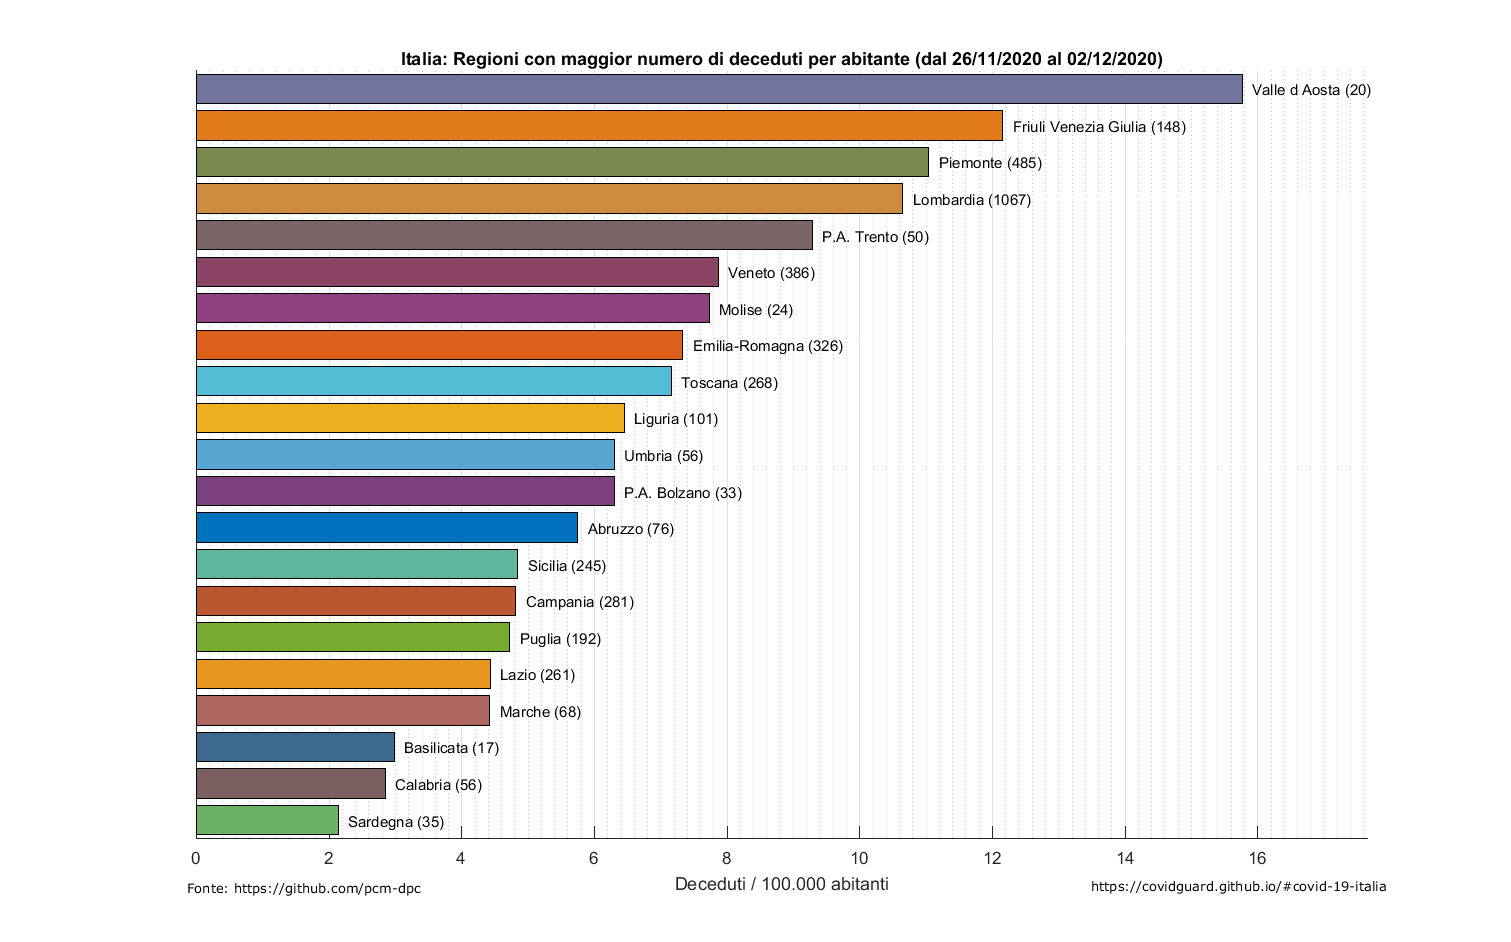 Italia: Regioni con maggior numero di deceduti per abitante (dal 26/11/2020 al 02/12/2020)
Valle d Aosta (20)
Friuli Venezia Giulia (148)
Piemonte (485)
Lombardia (1067)
P.A. Trento (50)
Veneto (386)
Molise (24)
Emilia-Romagna (326)
Toscana (268)
Liguria (101)
Umbria (56)
P.A. Bolzano (33)
Abruzzo (76)
Sicilia (245)
Campania (281)
Puglia (192)
Lazio (261)
Marche (68)
Basilicata (17)
Calabria (56)
Sardegna (35)
0 2 4 6 8 10 12 14 16
Deceduti / 100.000 abitanti
Fonte: https://github.com/pcm-dpc
https://covidguard.github.io/#covid-19-italia